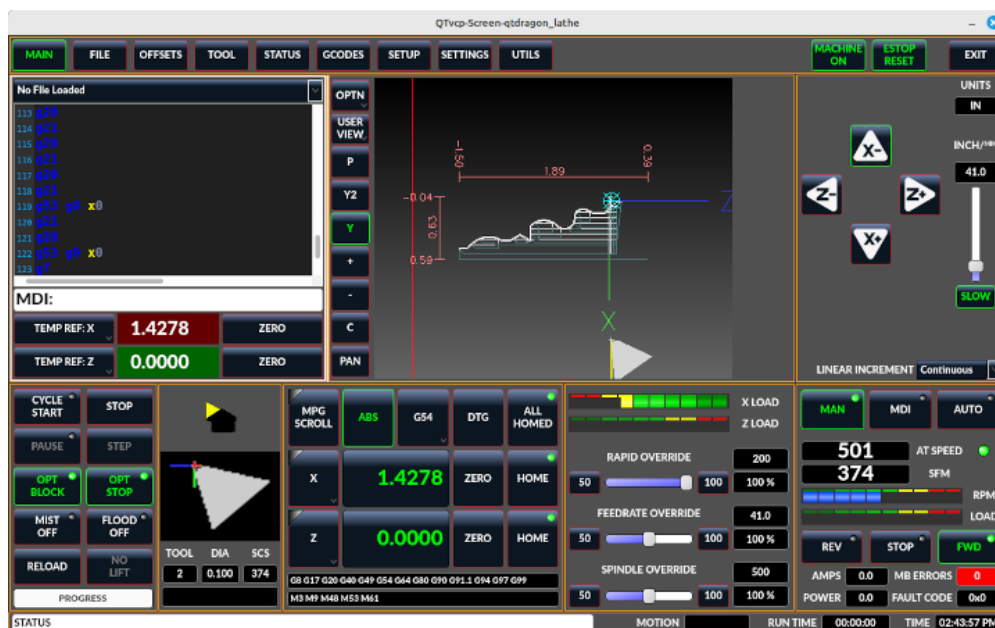 QTvcp-Screen-qtdragon_lathe
MAIN FILE OFFSETS TOOL STATUS GCODES SETUP SETTINGS UTILS MACHINE ON ESTOP RESET EXIT
No File Loaded
113 g20
114 g21
115 g20
116 g21
117 g20
118 g21
119 g53 g0 x0
120 g21
121 g20
122 g53 g0 x0
123 g7
MDI:
TEMP REF: X 1.4278 ZERO
TEMP REF: Z 0.0000 ZERO
OPTN
USER VIEW
P
Y2
Y
+
-
C
PAN
-1.50
1.89
0.39
-0.04
0.63
0.59
Z
X
UNITS
IN
INCH/MIN
41.0
X-
Z-
Z+
X+
SLOW
LINEAR INCREMENT Continuous
CYCLE START STOP
PAUSE STEP
OPT BLOCK OPT STOP
MIST OFF FLOOD OFF
RELOAD NO LIFT
PROGRESS
TOOL DIA SCS
2 0.100 374
MPG SCROLL ABS G54 DTG ALL HOMED
X 1.4278 ZERO HOME
Z 0.0000 ZERO HOME
G8 G17 G20 G40 G49 G54 G64 G80 G90 G91.1 G94 G97 G99
M3 M9 M48 M53 M61
X LOAD
Z LOAD
RAPID OVERRIDE 200
50 100 100 %
FEEDRATE OVERRIDE 41.0
50 100 100 %
SPINDLE OVERRIDE 500
50 100 100 %
MAN MDI AUTO
501 AT SPEED
374 SFM
RPM
LOAD
REV STOP FWD
AMPS 0.0 MB ERRORS 0
POWER 0.0 FAULT CODE 0x0
STATUS MOTION RUN TIME 00:00:00 TIME 02:43:57 PM